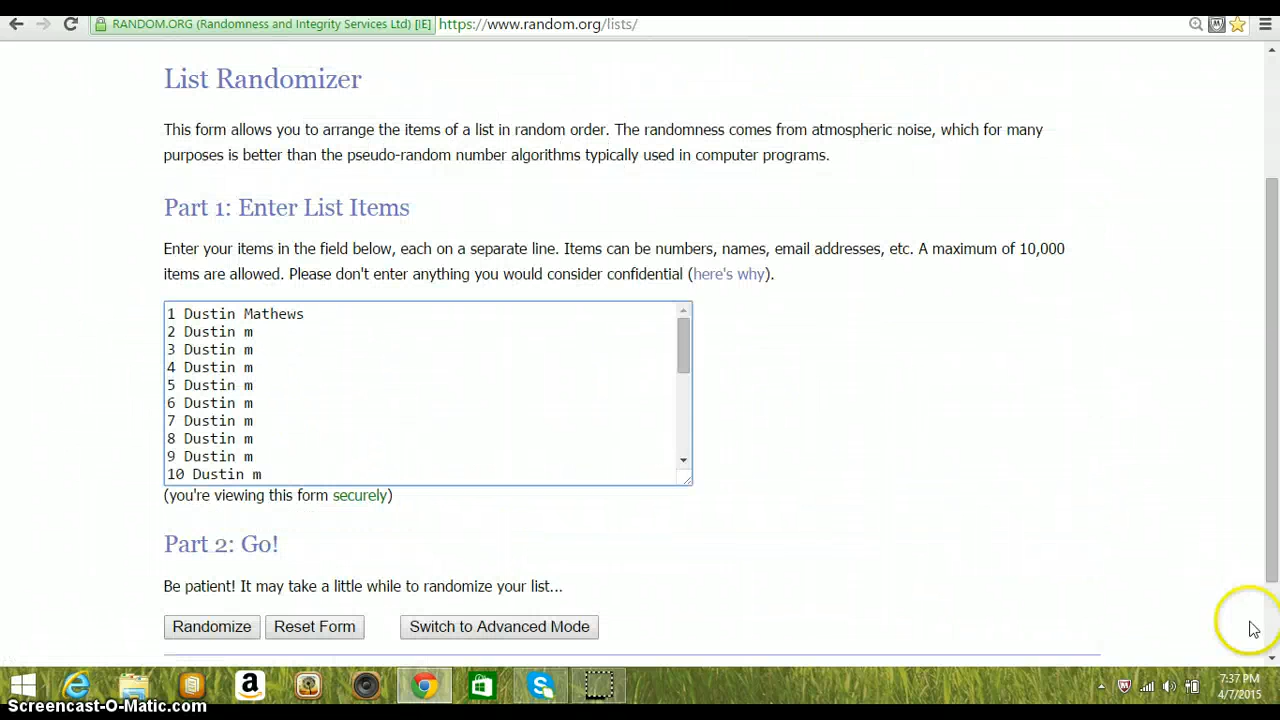 RANDOM.ORG (Randomness and Integrity Services Ltd) [IE] https://www.random.org/lists/
List Randomizer
This form allows you to arrange the items of a list in random order. The randomness comes from atmospheric noise, which for many
purposes is better than the pseudo-random number algorithms typically used in computer programs.
Part 1: Enter List Items
Enter your items in the field below, each on a separate line. Items can be numbers, names, email addresses, etc. A maximum of 10,000
items are allowed. Please don't enter anything you would consider confidential (here's why).
1 Dustin Mathews
2 Dustin m
3 Dustin m
4 Dustin m
5 Dustin m
6 Dustin m
7 Dustin m
8 Dustin m
9 Dustin m
10 Dustin m
(you're viewing this form securely)
Part 2: Go!
Be patient! It may take a little while to randomize your list...
Randomize Reset Form Switch to Advanced Mode
7:37 PM
4/7/2015
Screencast-O-Matic.com